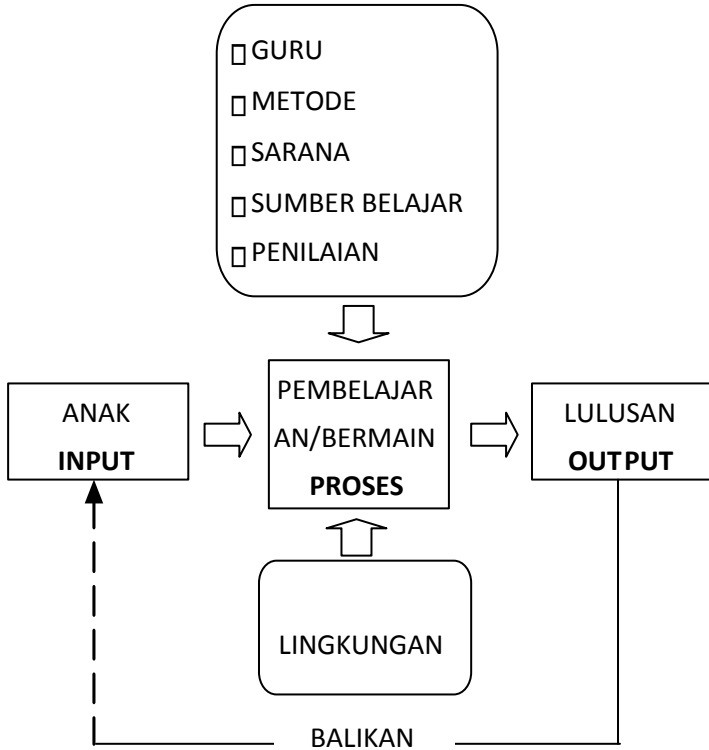 GURU
METODE
SARANA
SUMBER BELAJAR
PENILAIAN
ANAK
INPUT
PEMBELAJAR
AN/BERMAIN
PROSES
LULUSAN
OUTPUT
LINGKUNGAN
BALIKAN